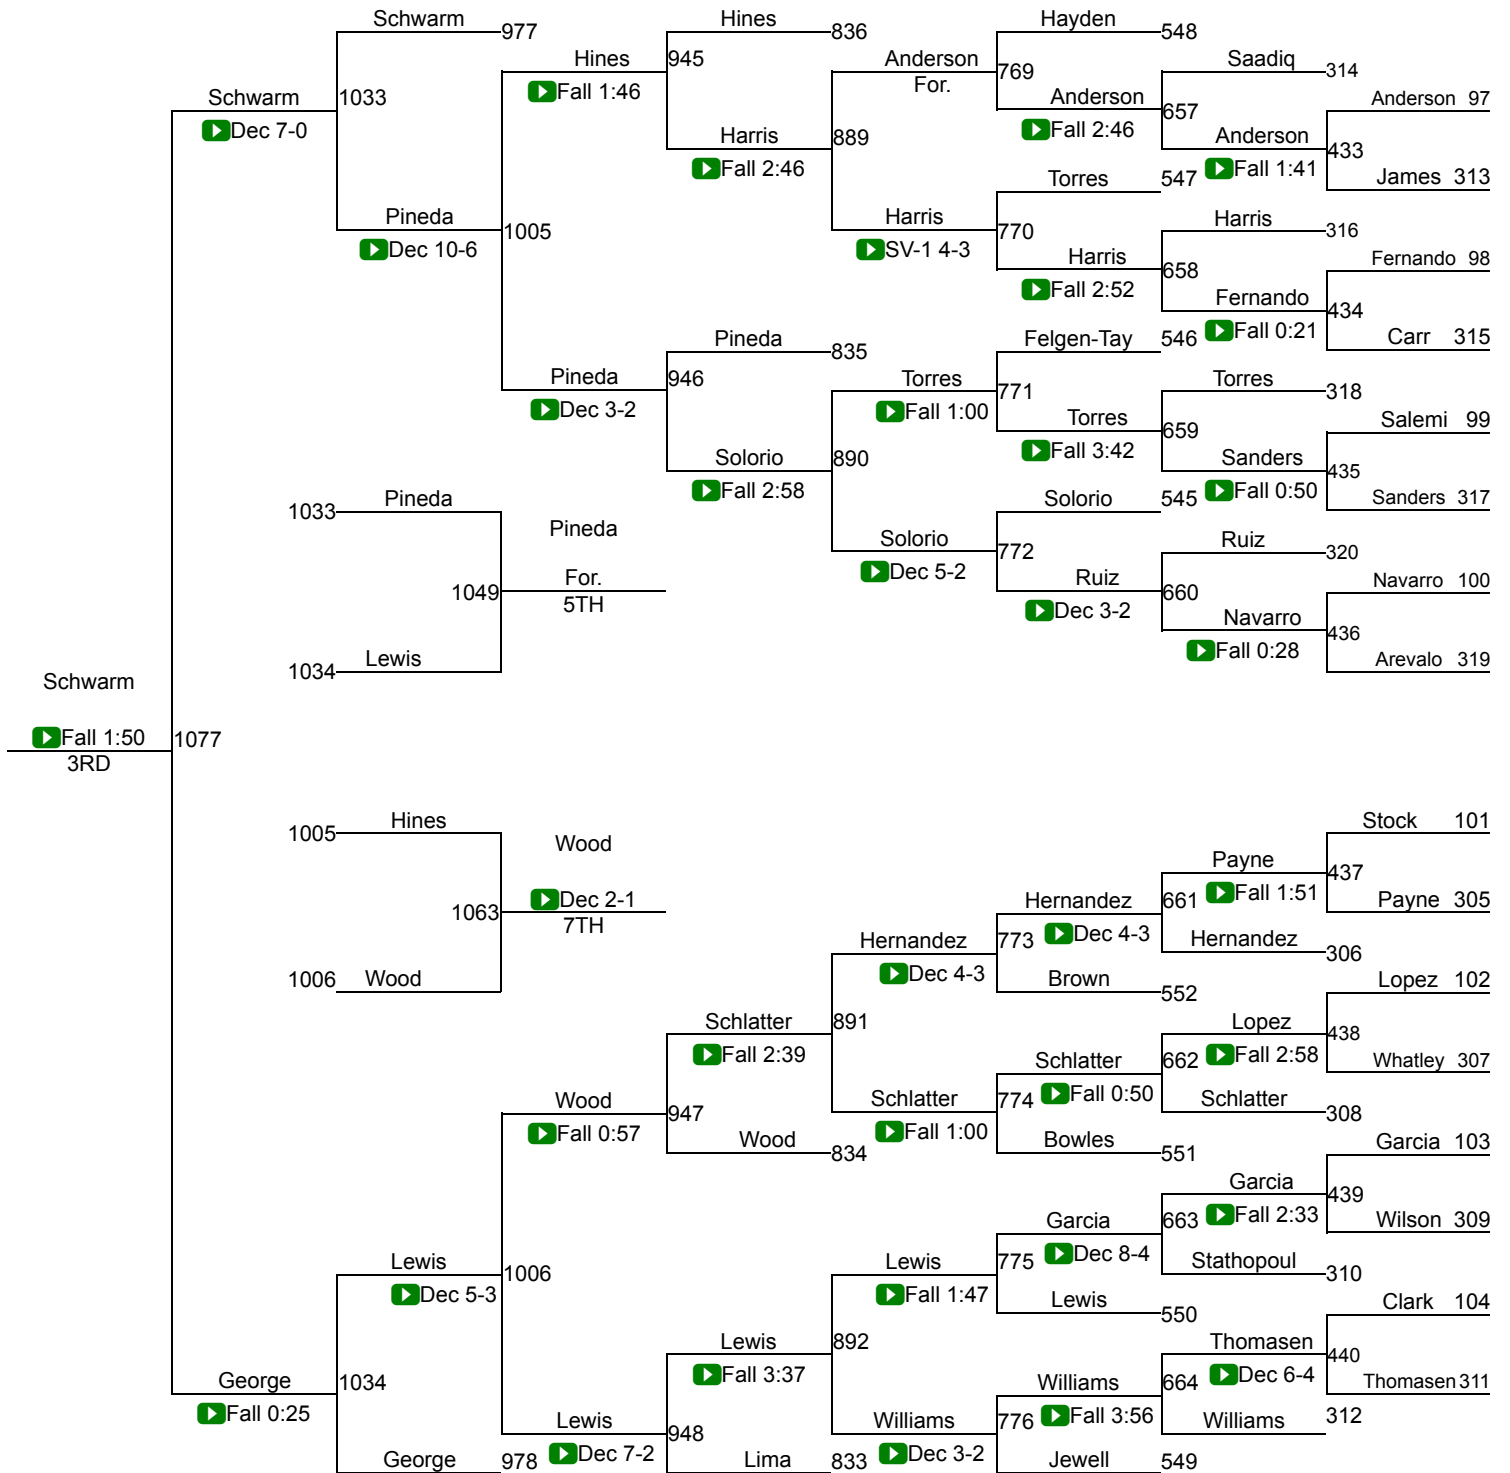 Schwarm 977
Hines 836
Hayden 548
Hines 945
Anderson 769
For.
Saadiq 314
Schwarm 1033
Fall 1:46
Anderson 657
Anderson 97
Dec 7-0
Harris 889
Fall 2:46
Anderson 433
Fall 2:46
Fall 1:41
James 313
Torres 547
Pineda 1005
Harris 770
Harris 316
Dec 10-6
SV-1 4-3
Harris 658
Fernando 98
Fall 2:52
Fernando 434
Fall 0:21
Pineda 835
Felgen-Tay 546
Carr 315
Pineda 946
Torres 771
Torres 318
Dec 3-2
Fall 1:00
Torres 659
Salemi 99
Solorio 890
Fall 3:42
Sanders 435
Fall 2:58
Fall 0:50
1033 Pineda
Solorio 545
Sanders 317
Pineda
Solorio 772
Ruiz 320
1049 For.
5TH
Dec 5-2
Ruiz 660
Navarro 100
Dec 3-2
Navarro 436
Fall 0:28
1034 Lewis
Arevalo 319
Schwarm
Fall 1:50 1077
3RD
1005 Hines
Stock 101
Wood
Payne 437
1063 Dec 2-1
7TH
Hernandez 661
Fall 1:51
Payne 305
Hernandez 773
Dec 4-3
Hernandez 306
1006 Wood
Dec 4-3
Brown 552
Lopez 102
Schlatter 891
Lopez 438
Fall 2:39
Schlatter 662
Fall 2:58
Whatley 307
Wood 947
Schlatter 774
Fall 0:50
Schlatter 308
Fall 0:57
Wood 834
Fall 1:00
Bowles 551
Garcia 103
Garcia 439
Garcia 663
Fall 2:33
Wilson 309
Lewis 1006
Lewis 775
Dec 8-4
Stathopoul 310
Dec 5-3
Fall 1:47
Lewis 550
Clark 104
Lewis 892
Thomasen 440
George 1034
Fall 3:37
Williams 664
Dec 6-4
Thomasen 311
Fall 0:25
Lewis 948
Williams 776
Fall 3:56
Williams 312
George 978
Dec 7-2
Lima 833
Dec 3-2
Jewell 549